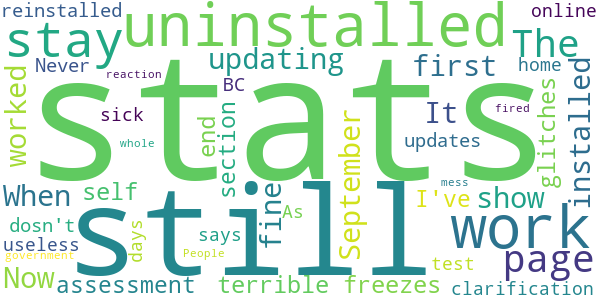 reinstalled uninstalled online
stay updating The
Never reaction first home
worked stats BC It installed
sick section September fired glitches
whole end updates
When self still fine As I've show work
dosn't days says test mess page
useless People
government
Now assessment terrible freezes clarification